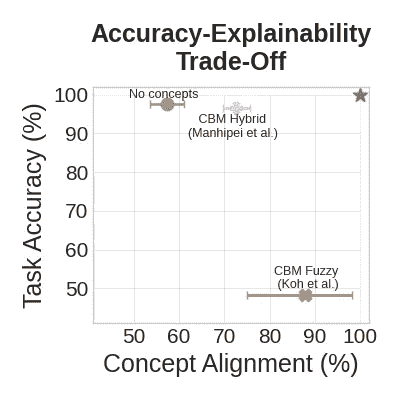 Accuracy-Explainability
Trade-Off
Task Accuracy (%)
100
90
80
70
60
50
No concepts
CBM Hybrid
(Manhipei et al.)
CBM Fuzzy
(Koh et al.)
50 60 70 80 90 100
Concept Alignment (%)